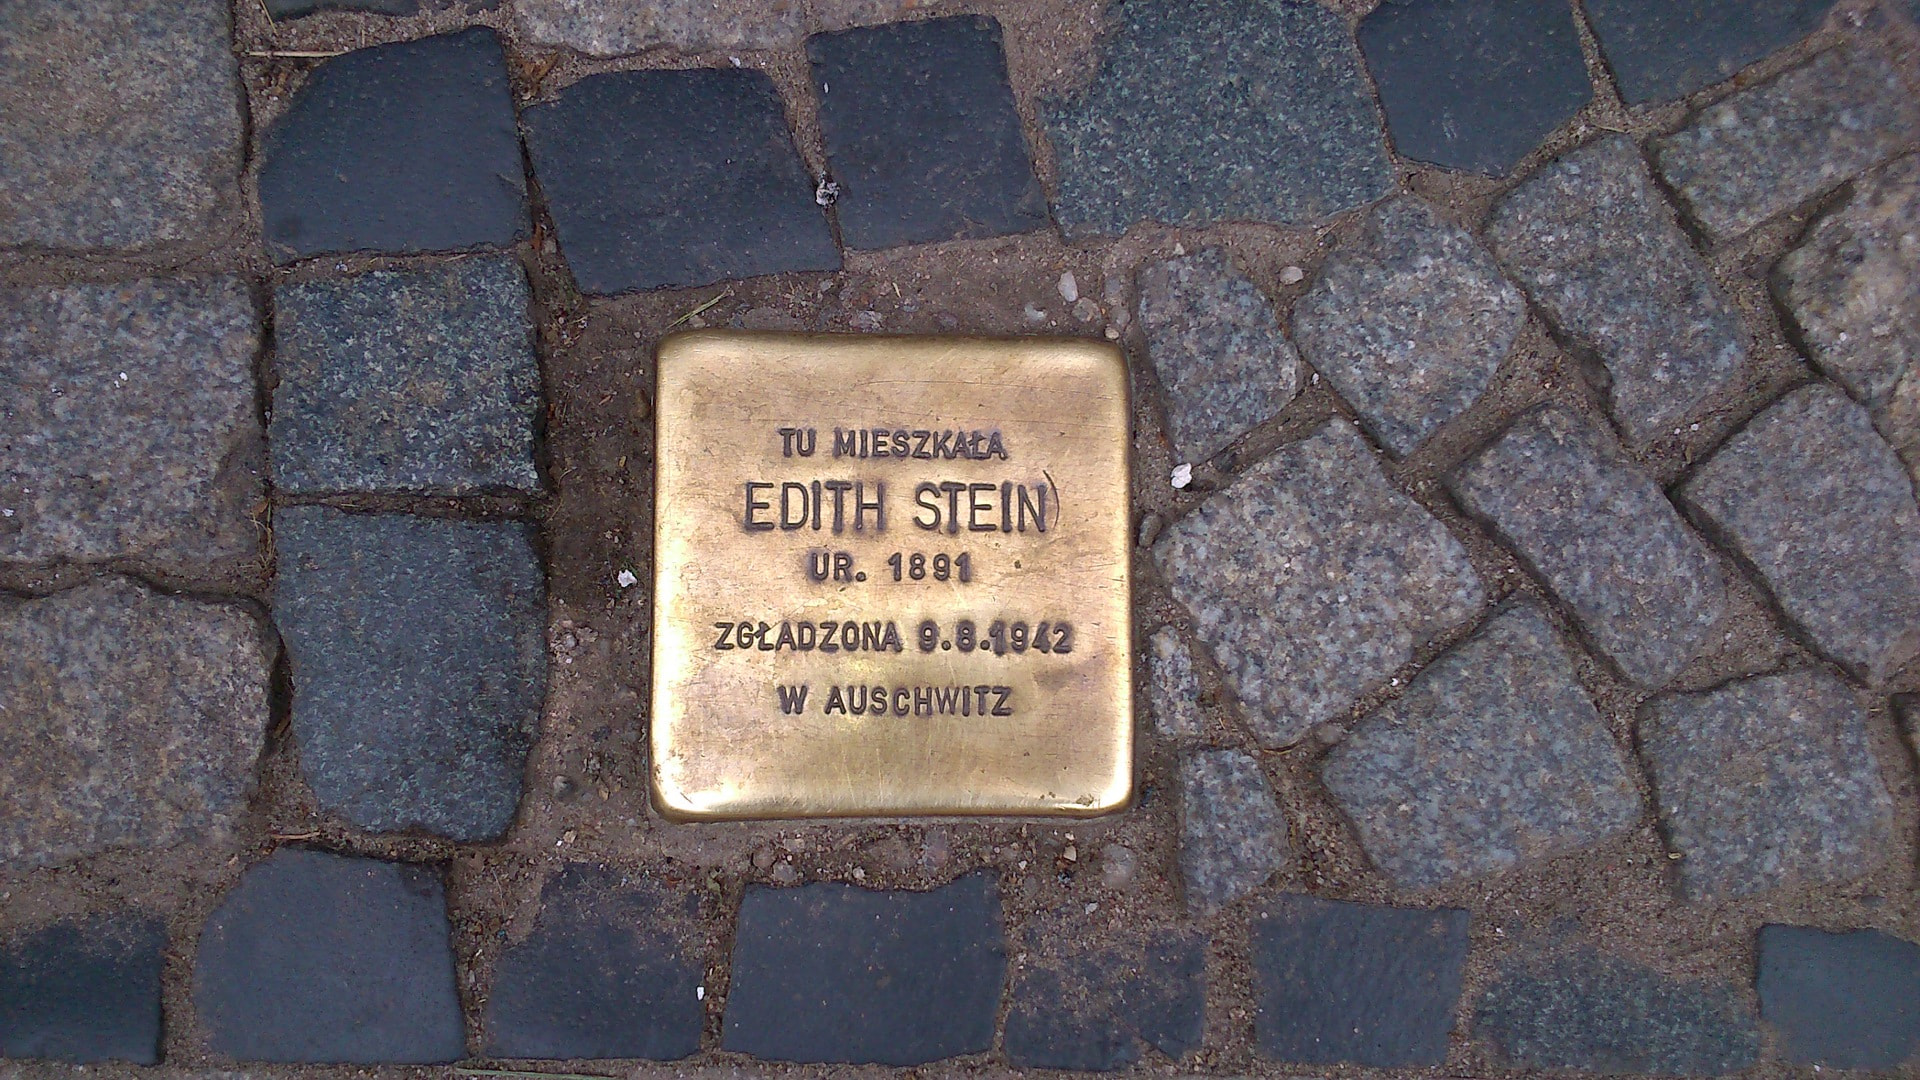 TU MIESZKAŁA
EDITH STEIN
UR. 1891
ZGŁADZONA 9.8.1942
W AUSCHWITZ